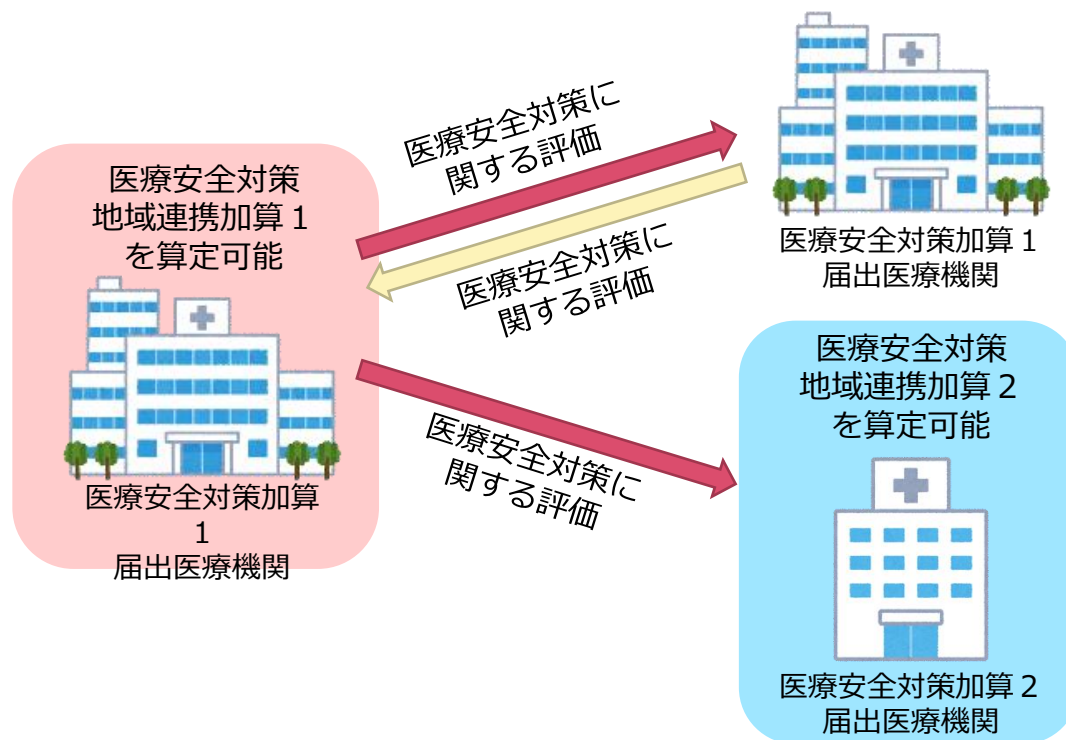 医療安全対策
地域連携加算１
を算定可能
医療安全対策加算
1
届出医療機関
医療安全対策に
関する評価
医療安全対策に
関する評価
医療安全対策に
関する評価
医療安全対策加算１
届出医療機関
医療安全対策
地域連携加算２
を算定可能
医療安全対策加算２
届出医療機関